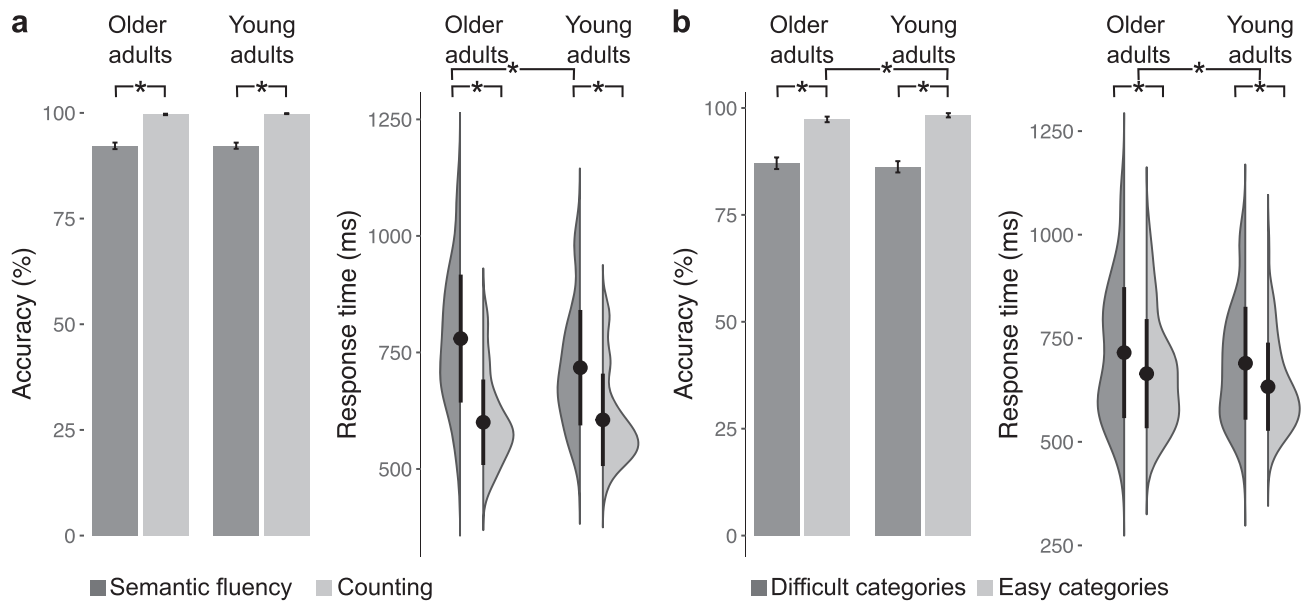 a
Older adults
Young adults
*
*
Accuracy (%)
100
75
50
25
0
Older adults
Young adults
*
*
*
Response time (ms)
1250
1000
750
500
Semantic fluency
Counting
b
Older adults
Young adults
*
*
*
Accuracy (%)
100
75
50
25
0
Older adults
Young adults
*
*
*
Response time (ms)
1250
1000
750
500
250
Difficult categories
Easy categories